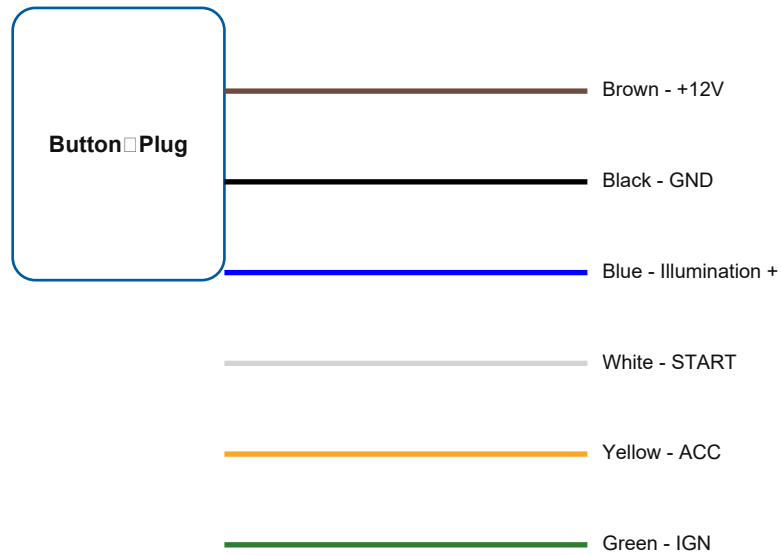 Brown - +12V
Button□Plug
Black - GND
Blue - Illumination +
White - START
Yellow - ACC
Green - IGN